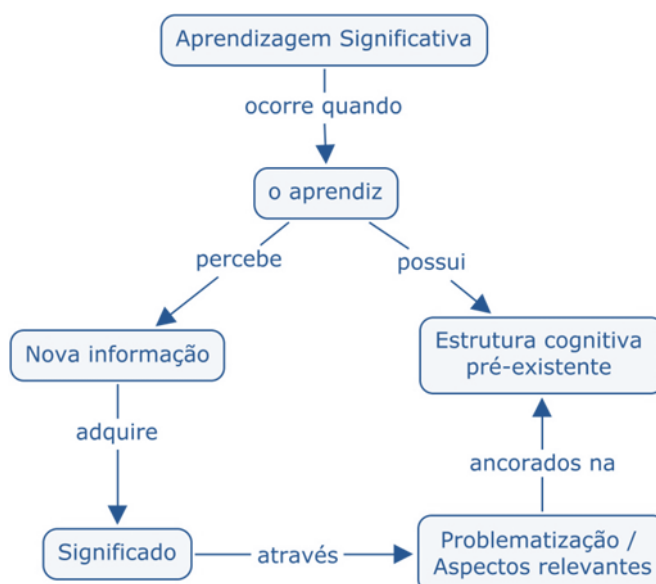 Aprendizagem Significativa
ocorre quando
o aprendiz
percebe
possui
Nova informação
Estrutura cognitiva
pré-existente
adquire
ancorados na
Significado
através
Problematização /
Aspectos relevantes